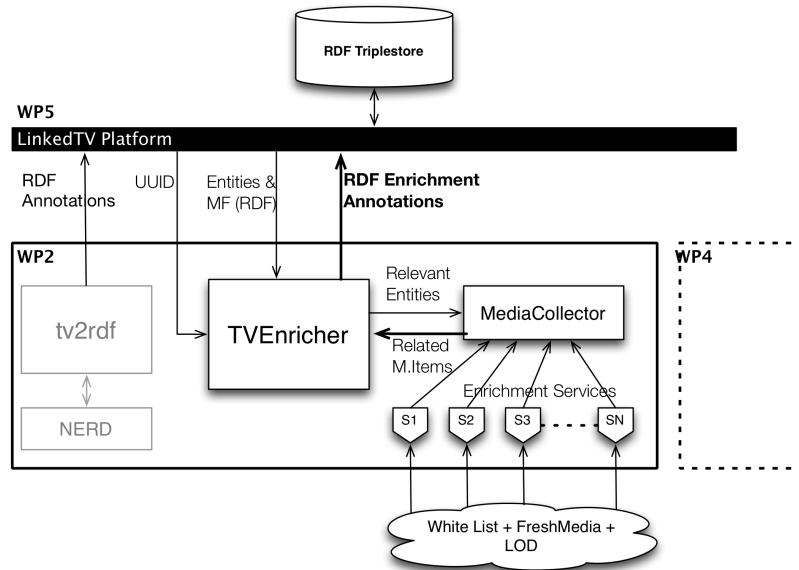 RDF Triplestore
WP5
LinkedTV Platform
RDF
Annotations
UUID
Entities &
MF (RDF)
RDF Enrichment
Annotations
WP2
WP4
tv2rdf
NERD
TVEnricher
Relevant
Entities
MediaCollector
Related
M.Items
Enrichment Services
S1
S2
S3
SN
White List + FreshMedia +
LOD